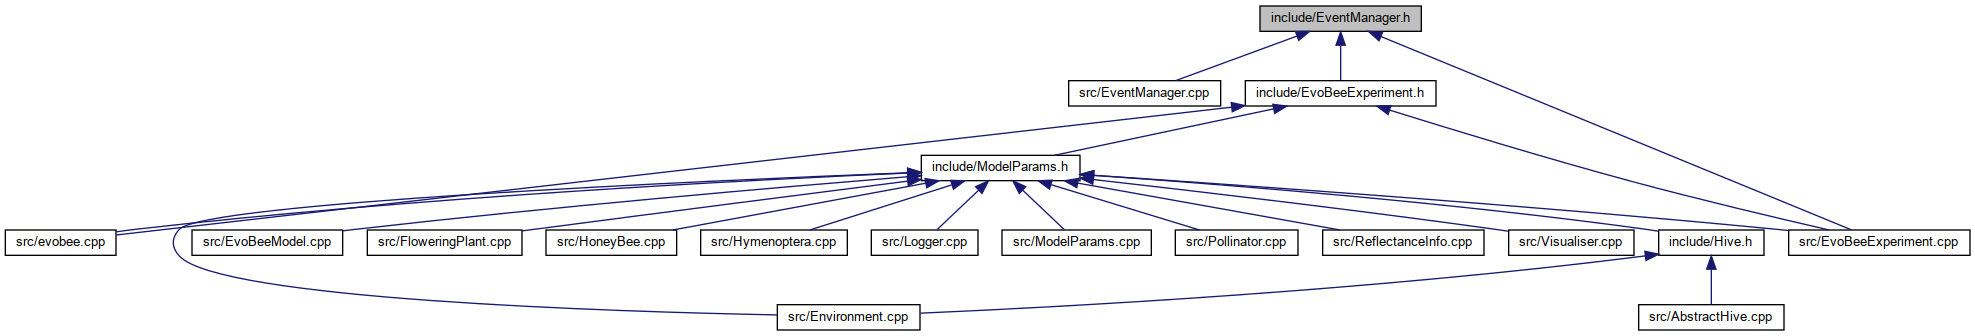 include/EventManager.h
src/EventManager.cpp
include/EvoBeeExperiment.h
include/ModelParams.h
src/evobee.cpp
src/EvoBeeModel.cpp
src/FloweringPlant.cpp
src/HoneyBee.cpp
src/Hymenoptera.cpp
src/Logger.cpp
src/ModelParams.cpp
src/Pollinator.cpp
src/ReflectanceInfo.cpp
src/Visualiser.cpp
include/Hive.h
src/EvoBeeExperiment.cpp
src/Environment.cpp
src/AbstractHive.cpp